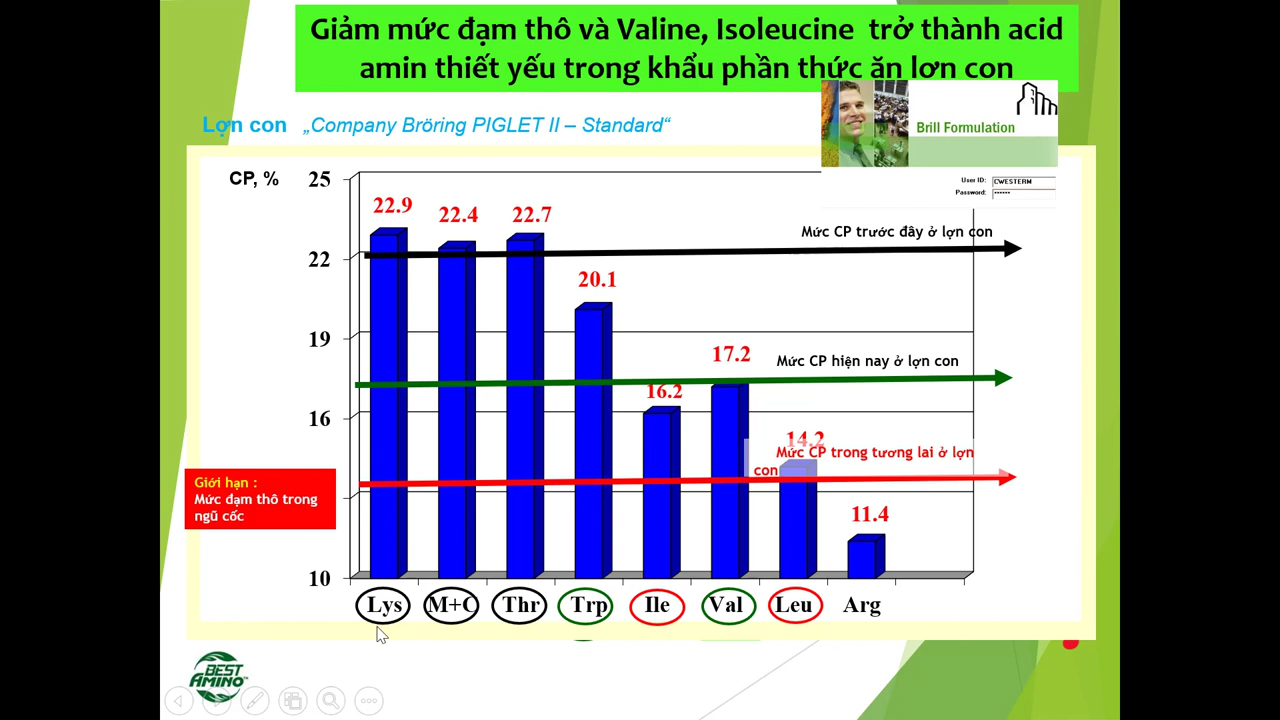 Giảm mức đạm thô và Valine, Isoleucine trở thành acid
amin thiết yếu trong khẩu phần thức ăn lợn con
Lợn con „Company Bröring PIGLET II – Standard“
Brill Formulation
User ID: CWESTERM
Password: ••••••
CP, %
25
22
19
16
10
22.9
22.4
22.7
20.1
16.2
17.2
14.2
11.4
Mức CP trước đây ở lợn con
Mức CP hiện nay ở lợn con
Mức CP trong tương lai ở lợn
con
Giới hạn :
Mức đạm thô trong
ngũ cốc
Lys
M+C
Thr
Trp
Ile
Val
Leu
Arg
BEST
AMINO™